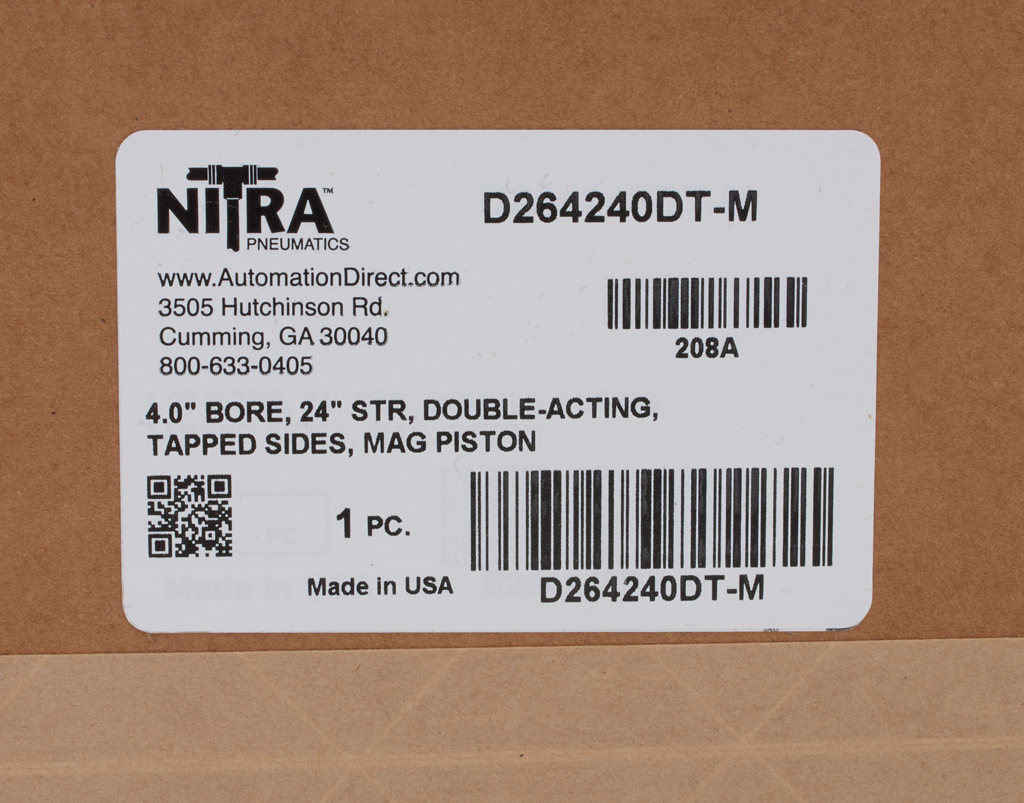 NITRA™
PNEUMATICS
D264240DT-M
www.AutomationDirect.com
3505 Hutchinson Rd.
Cumming, GA 30040
800-633-0405
208A
4.0" BORE, 24" STR, DOUBLE-ACTING,
TAPPED SIDES, MAG PISTON
1 PC.
Made in USA
D264240DT-M